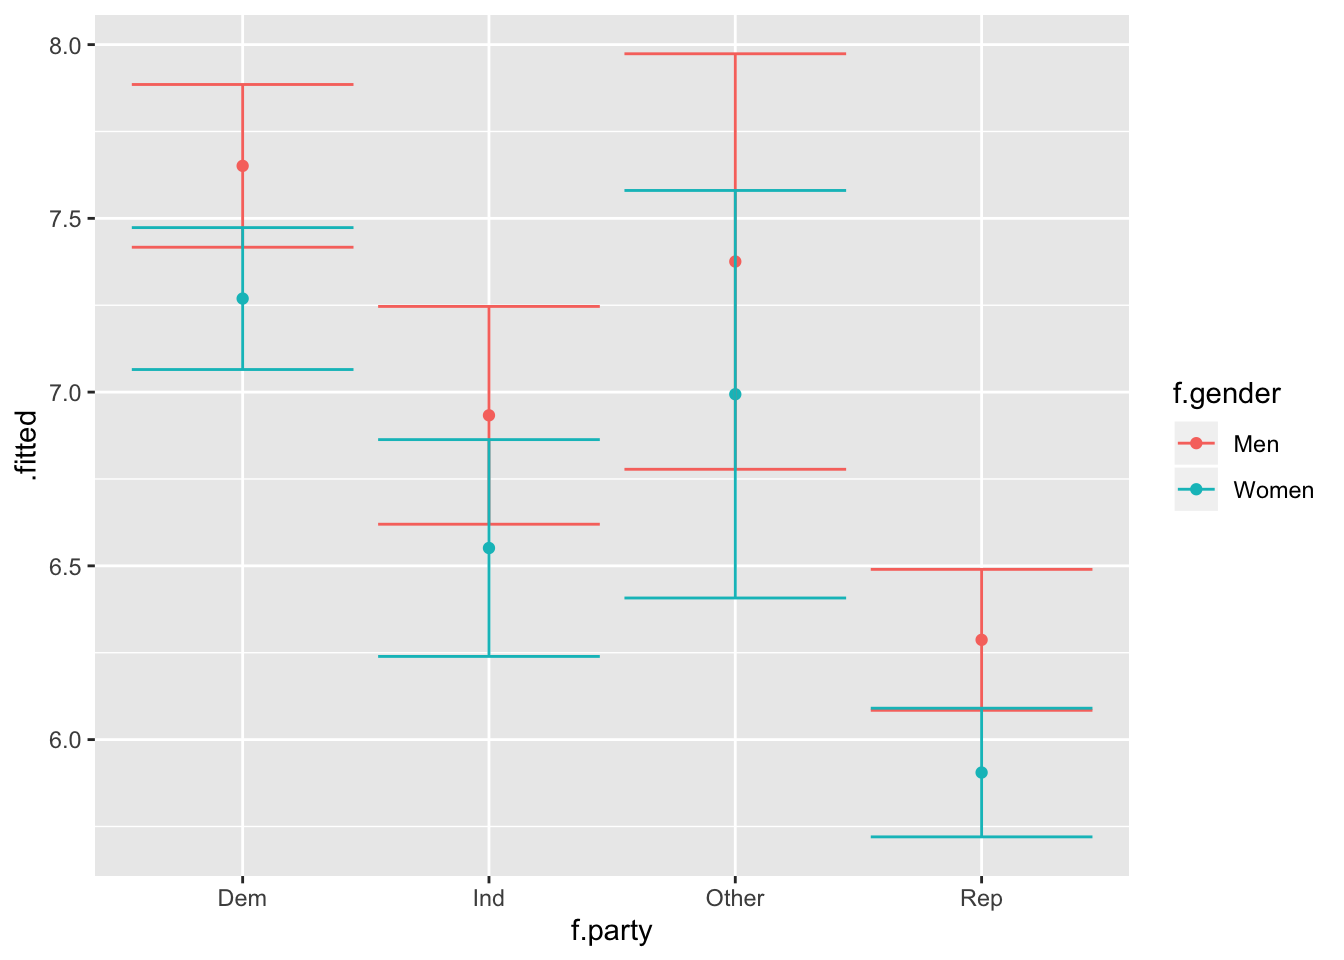 8.0
7.5
7.0
6.5
6.0
.fitted
Dem
Ind
Other
Rep
f.party
f.gender
Men
Women